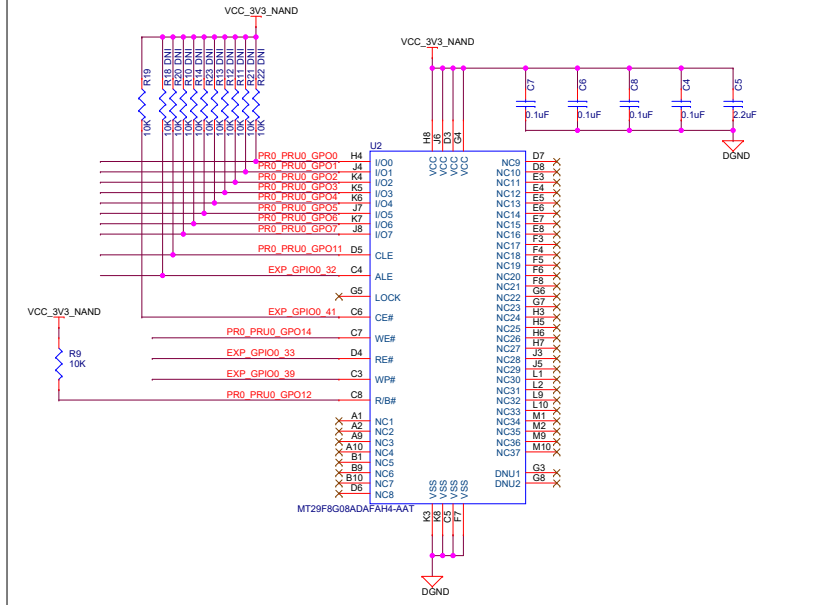 VCC_3V3_NAND
VCC_3V3_NAND
R19
R18 DNI
R20 DNI
R10 DNI
R14 DNI
R23 DNI
R13 DNI
R12 DNI
R11 DNI
R21 DNI
R22 DNI
10K
10K
10K
10K
10K
10K
10K
10K
10K
10K
10K
C7
C6
C8
C4
C5
0.1uF
0.1uF
0.1uF
0.1uF
2.2uF
DGND
U2
H8
J6
D3
G4
VCC
VCC
VCC
VCC
PR0_PRU0_GPO0 H4 I/O0
PR0_PRU0_GPO1 J4 I/O1
PR0_PRU0_GPO2 K4 I/O2
PR0_PRU0_GPO3 K5 I/O3
PR0_PRU0_GPO4 K6 I/O4
PR0_PRU0_GPO5 J7 I/O5
PR0_PRU0_GPO6 K7 I/O6
PR0_PRU0_GPO7 J8 I/O7
PR0_PRU0_GPO11 D5 CLE
EXP_GPIO0_32 C4 ALE
G5 LOCK
EXP_GPIO0_41 C6 CE#
PR0_PRU0_GPO14 C7 WE#
EXP_GPIO0_33 D4 RE#
EXP_GPIO0_39 C3 WP#
PR0_PRU0_GPO12 C8 R/B#
VCC_3V3_NAND
R9
10K
A1 NC1
A2 NC2
A9 NC3
A10 NC4
B1 NC5
B9 NC6
B10 NC7
D6 NC8
NC9 D7
NC10 D8
NC11 E3
NC12 E4
NC13 E5
NC14 E6
NC15 E7
NC16 E8
NC17 F3
NC18 F4
NC19 F5
NC20 F6
NC21 F8
NC22 G6
NC23 G7
NC24 H3
NC25 H5
NC26 H6
NC27 H7
NC28 J3
NC29 J5
NC30 L1
NC31 L2
NC32 L9
NC33 L10
NC34 M1
NC35 M2
NC36 M9
NC37 M10
DNU1 G3
DNU2 G8
VSS
VSS
VSS
VSS
MT29F8G08ADAFAH4-AAT
K3
K8
C5
F7
DGND